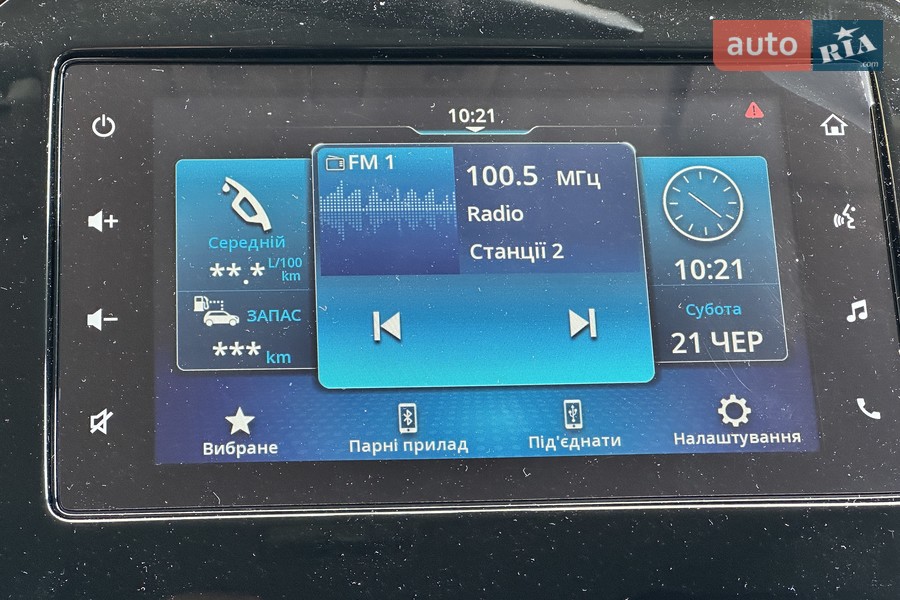 auto RIA
.com
10:21
FM 1
100.5 МГц
Radio
Станції 2
Середній
**.* L/100 km
ЗАПАС
*** km
10:21
Субота
21 ЧЕР
Вибране
Парні прилад
Під'єднати
Налаштування